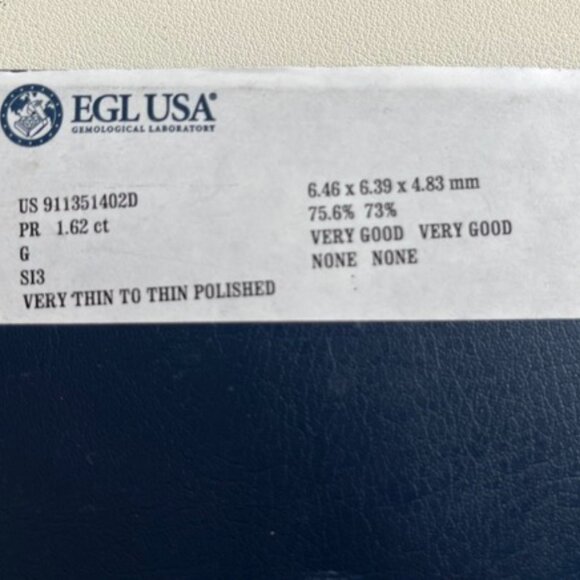 EGL USA®
GEMOLOGICAL LABORATORY
US 911351402D
PR 1.62 ct
G
SI3
VERY THIN TO THIN POLISHED
6.46 x 6.39 x 4.83 mm
75.6% 73%
VERY GOOD VERY GOOD
NONE NONE